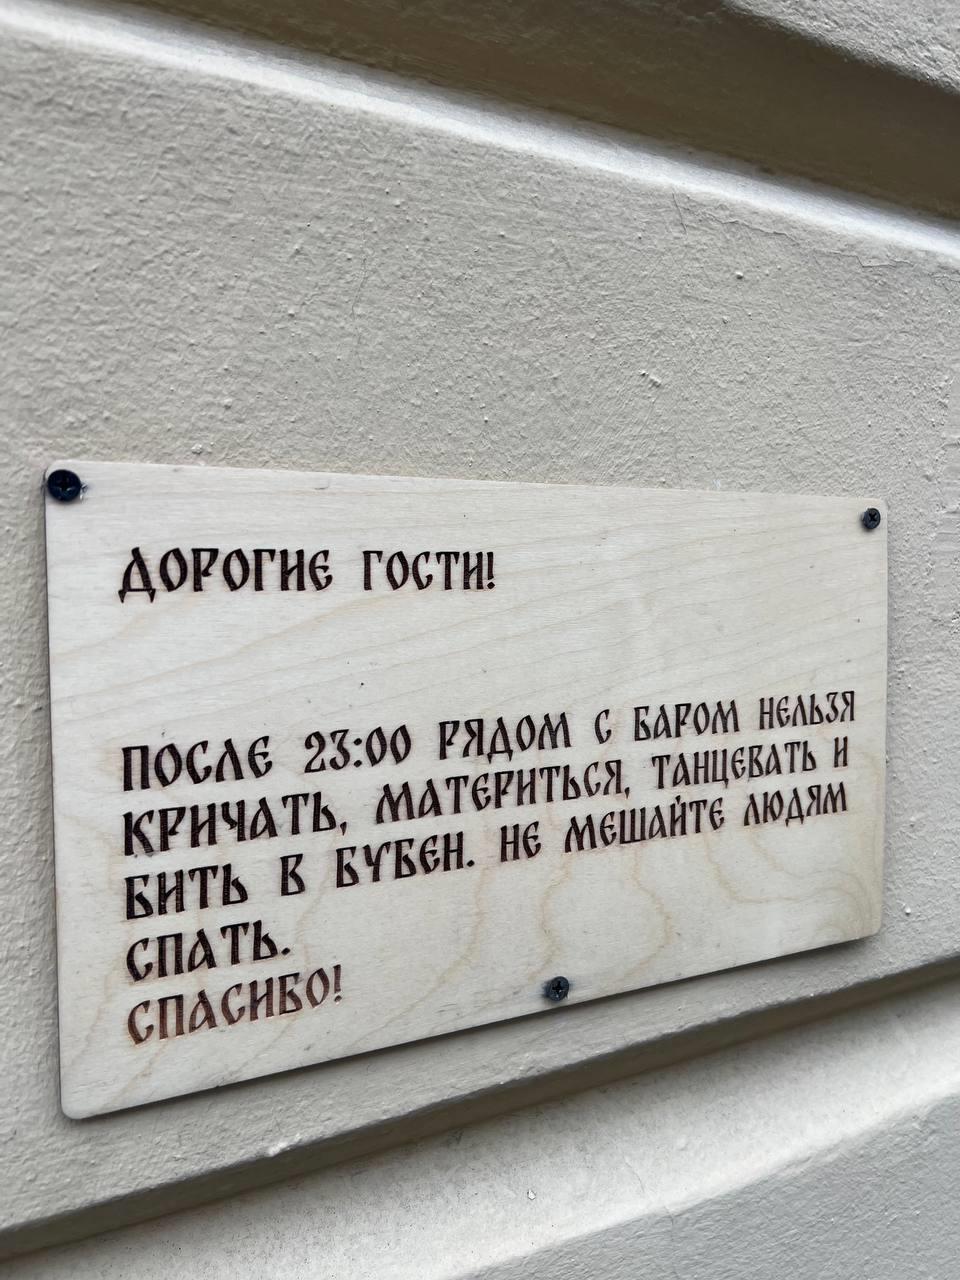 ДОРОГИЕ ГОСТИ!
ПОСЛЕ 23:00 РЯДОМ С БАРОМ НЕЛЬЗЯ
КРИЧАТЬ, МАТЕРИТЬСЯ, ТАНЦЕВАТЬ И
БИТЬ В БУБЕН. НЕ МЕШАЙТЕ ЛЮДЯМ
СПАТЬ.
СПАСИБО!